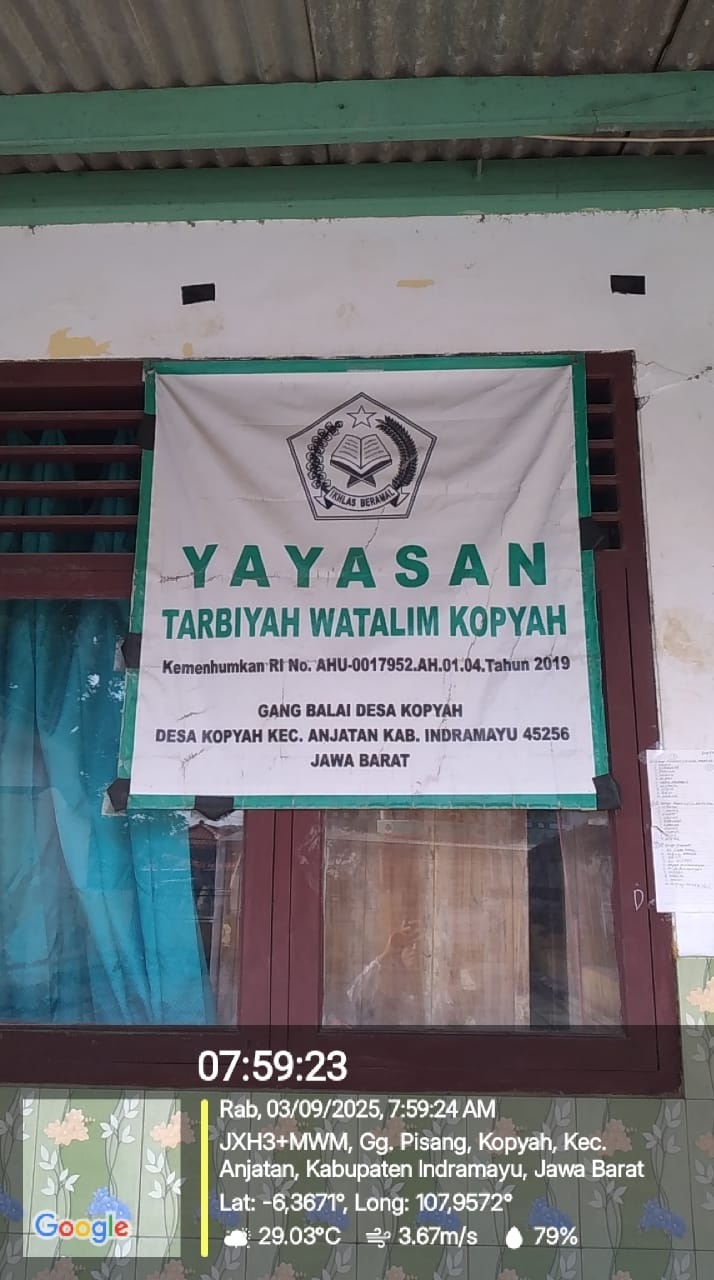 IKHLAS BERAMAL
YAYASAN
TARBIYAH WATALIM KOPYAH
Kemenhumkan RI No. AHU-0017952.AH.01.04.Tahun 2019
GANG BALAI DESA KOPYAH
DESA KOPYAH KEC. ANJATAN KAB. INDRAMAYU 45256
JAWA BARAT
D
07:59:23
Rab, 03/09/2025, 7:59:24 AM
JXH3+MWM, Gg. Pisang, Kopyah, Kec.
Anjatan, Kabupaten Indramayu, Jawa Barat
Lat: -6,3671°, Long: 107,9572°
29.03°C 3.67m/s 79%
Google